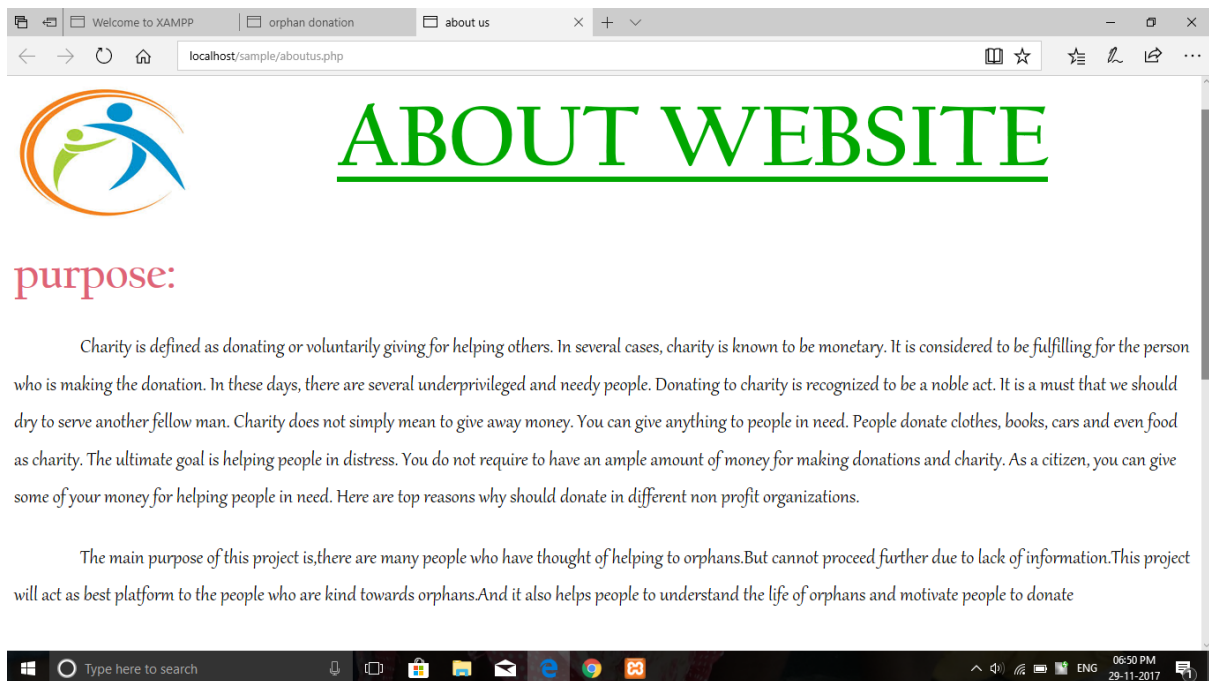 Welcome to XAMPP
orphan donation
about us
localhost/sample/aboutus.php
ABOUT WEBSITE
purpose:
Charity is defined as donating or voluntarily giving for helping others. In several cases, charity is known to be monetary. It is considered to be fulfilling for the person
who is making the donation. In these days, there are several underprivileged and needy people. Donating to charity is recognized to be a noble act. It is a must that we should
dry to serve another fellow man. Charity does not simply mean to give away money. You can give anything to people in need. People donate clothes, books, cars and even food
as charity. The ultimate goal is helping people in distress. You do not require to have an ample amount of money for making donations and charity. As a citizen, you can give
some of your money for helping people in need. Here are top reasons why should donate in different non profit organizations.
The main purpose of this project is,there are many people who have thought of helping to orphans.But cannot proceed further due to lack of information.This project
will act as best platform to the people who are kind towards orphans.And it also helps people to understand the life of orphans and motivate people to donate
Type here to search
ENG
06:50 PM
29-11-2017
1